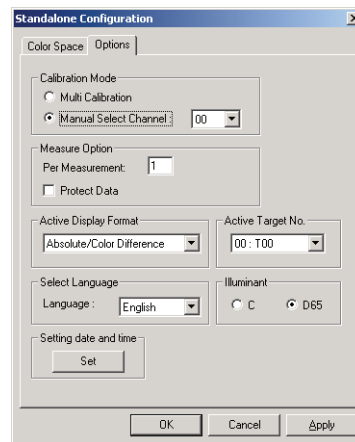 Standalone Configuration
Color Space Options
Calibration Mode
Multi Calibration
Manual Select Channel : 00
Measure Option
Per Measurement: 1
Protect Data
Active Display Format Active Target No.
Absolute/Color Difference 00 : T00
Select Language Illuminant
Language : English C D65
Setting date and time
Set
OK Cancel Apply